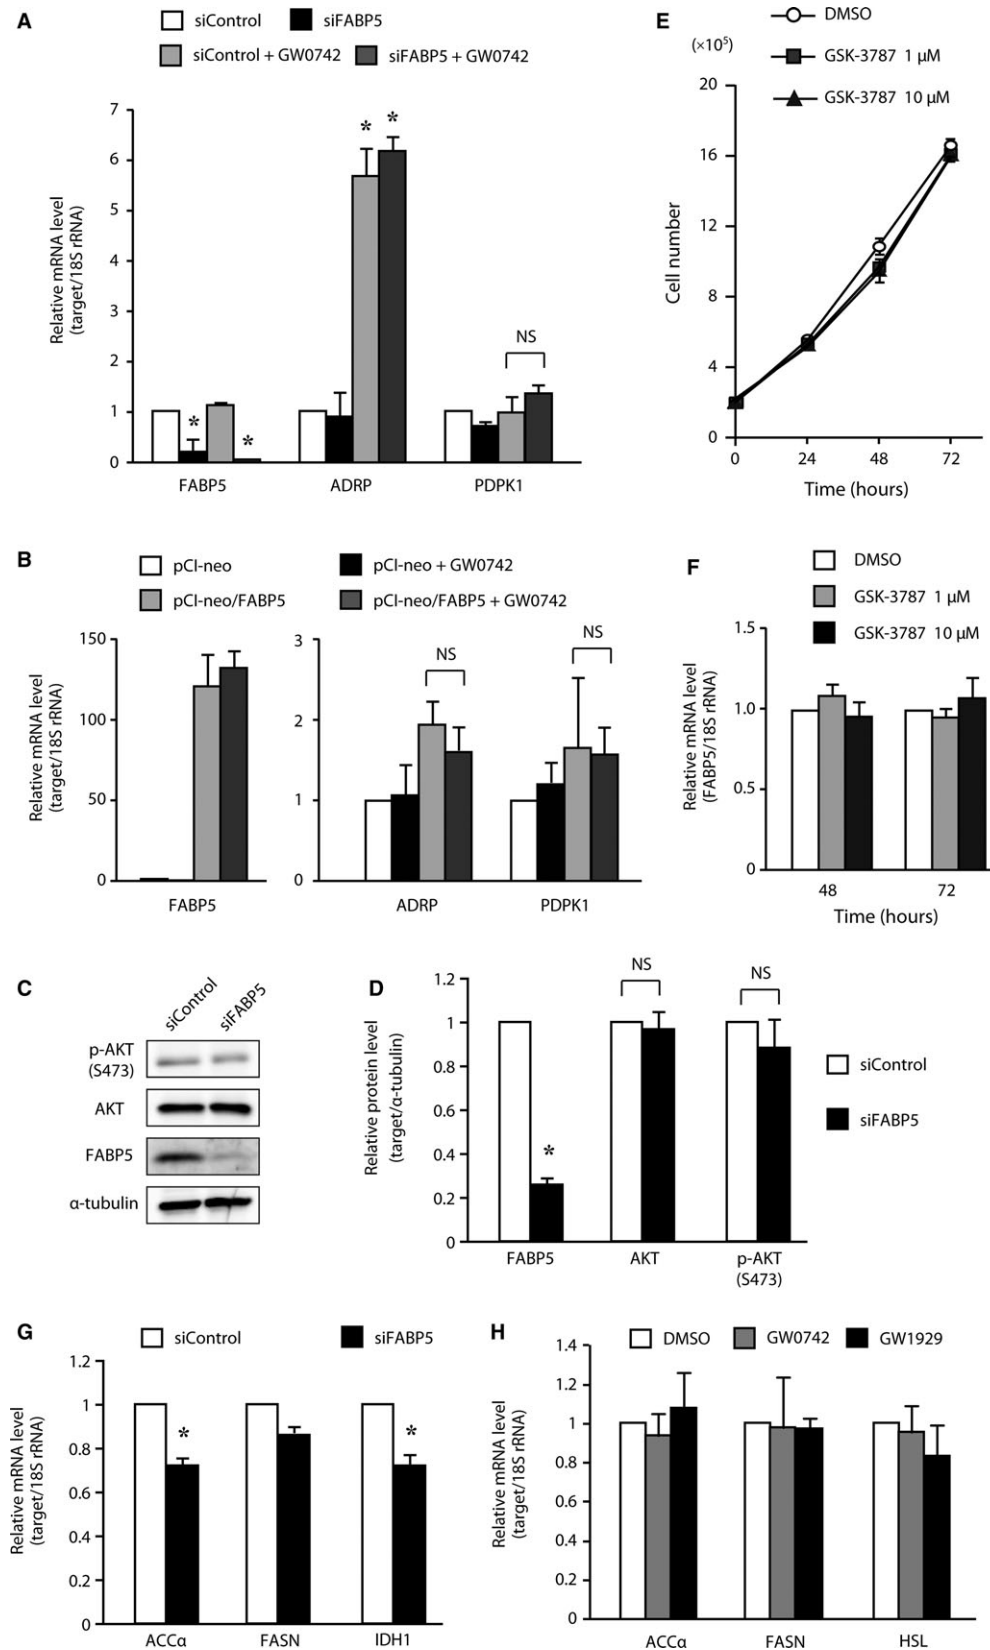 A
siControl
siFABP5
siControl + GW0742
siFABP5 + GW0742
Relative mRNA level
(target/18S rRNA)
7
6
5
4
3
2
1
0
*
*
*
*
NS
FABP5
ADRP
PDPK1
E
DMSO
GSK-3787 1 μM
GSK-3787 10 μM
(×10⁵)
Cell number
20
16
12
8
4
0
0
24
48
72
Time (hours)
B
pCI-neo
pCI-neo + GW0742
pCI-neo/FABP5
pCI-neo/FABP5 + GW0742
Relative mRNA level
(target/18S rRNA)
150
100
50
0
FABP5
3
2
1
0
NS
NS
ADRP
PDPK1
F
DMSO
GSK-3787 1 μM
GSK-3787 10 μM
Relative mRNA level
(FABP5/18S rRNA)
1.5
1.0
0.5
0
48
72
Time (hours)
C
siControl
siFABP5
p-AKT
(S473)
AKT
FABP5
α-tubulin
D
Relative protein level
(target/α-tubulin)
1.2
1
0.8
0.6
0.4
0.2
0
*
NS
NS
FABP5
AKT
p-AKT
(S473)
siControl
siFABP5
G
siControl
siFABP5
Relative mRNA level
(target/18S rRNA)
1.2
1
0.8
0.6
0.4
0.2
0
*
*
ACCα
FASN
IDH1
H
DMSO
GW0742
GW1929
Relative mRNA level
(target/18S rRNA)
1.4
1.2
1
0.8
0.6
0.4
0.2
0
ACCα
FASN
HSL